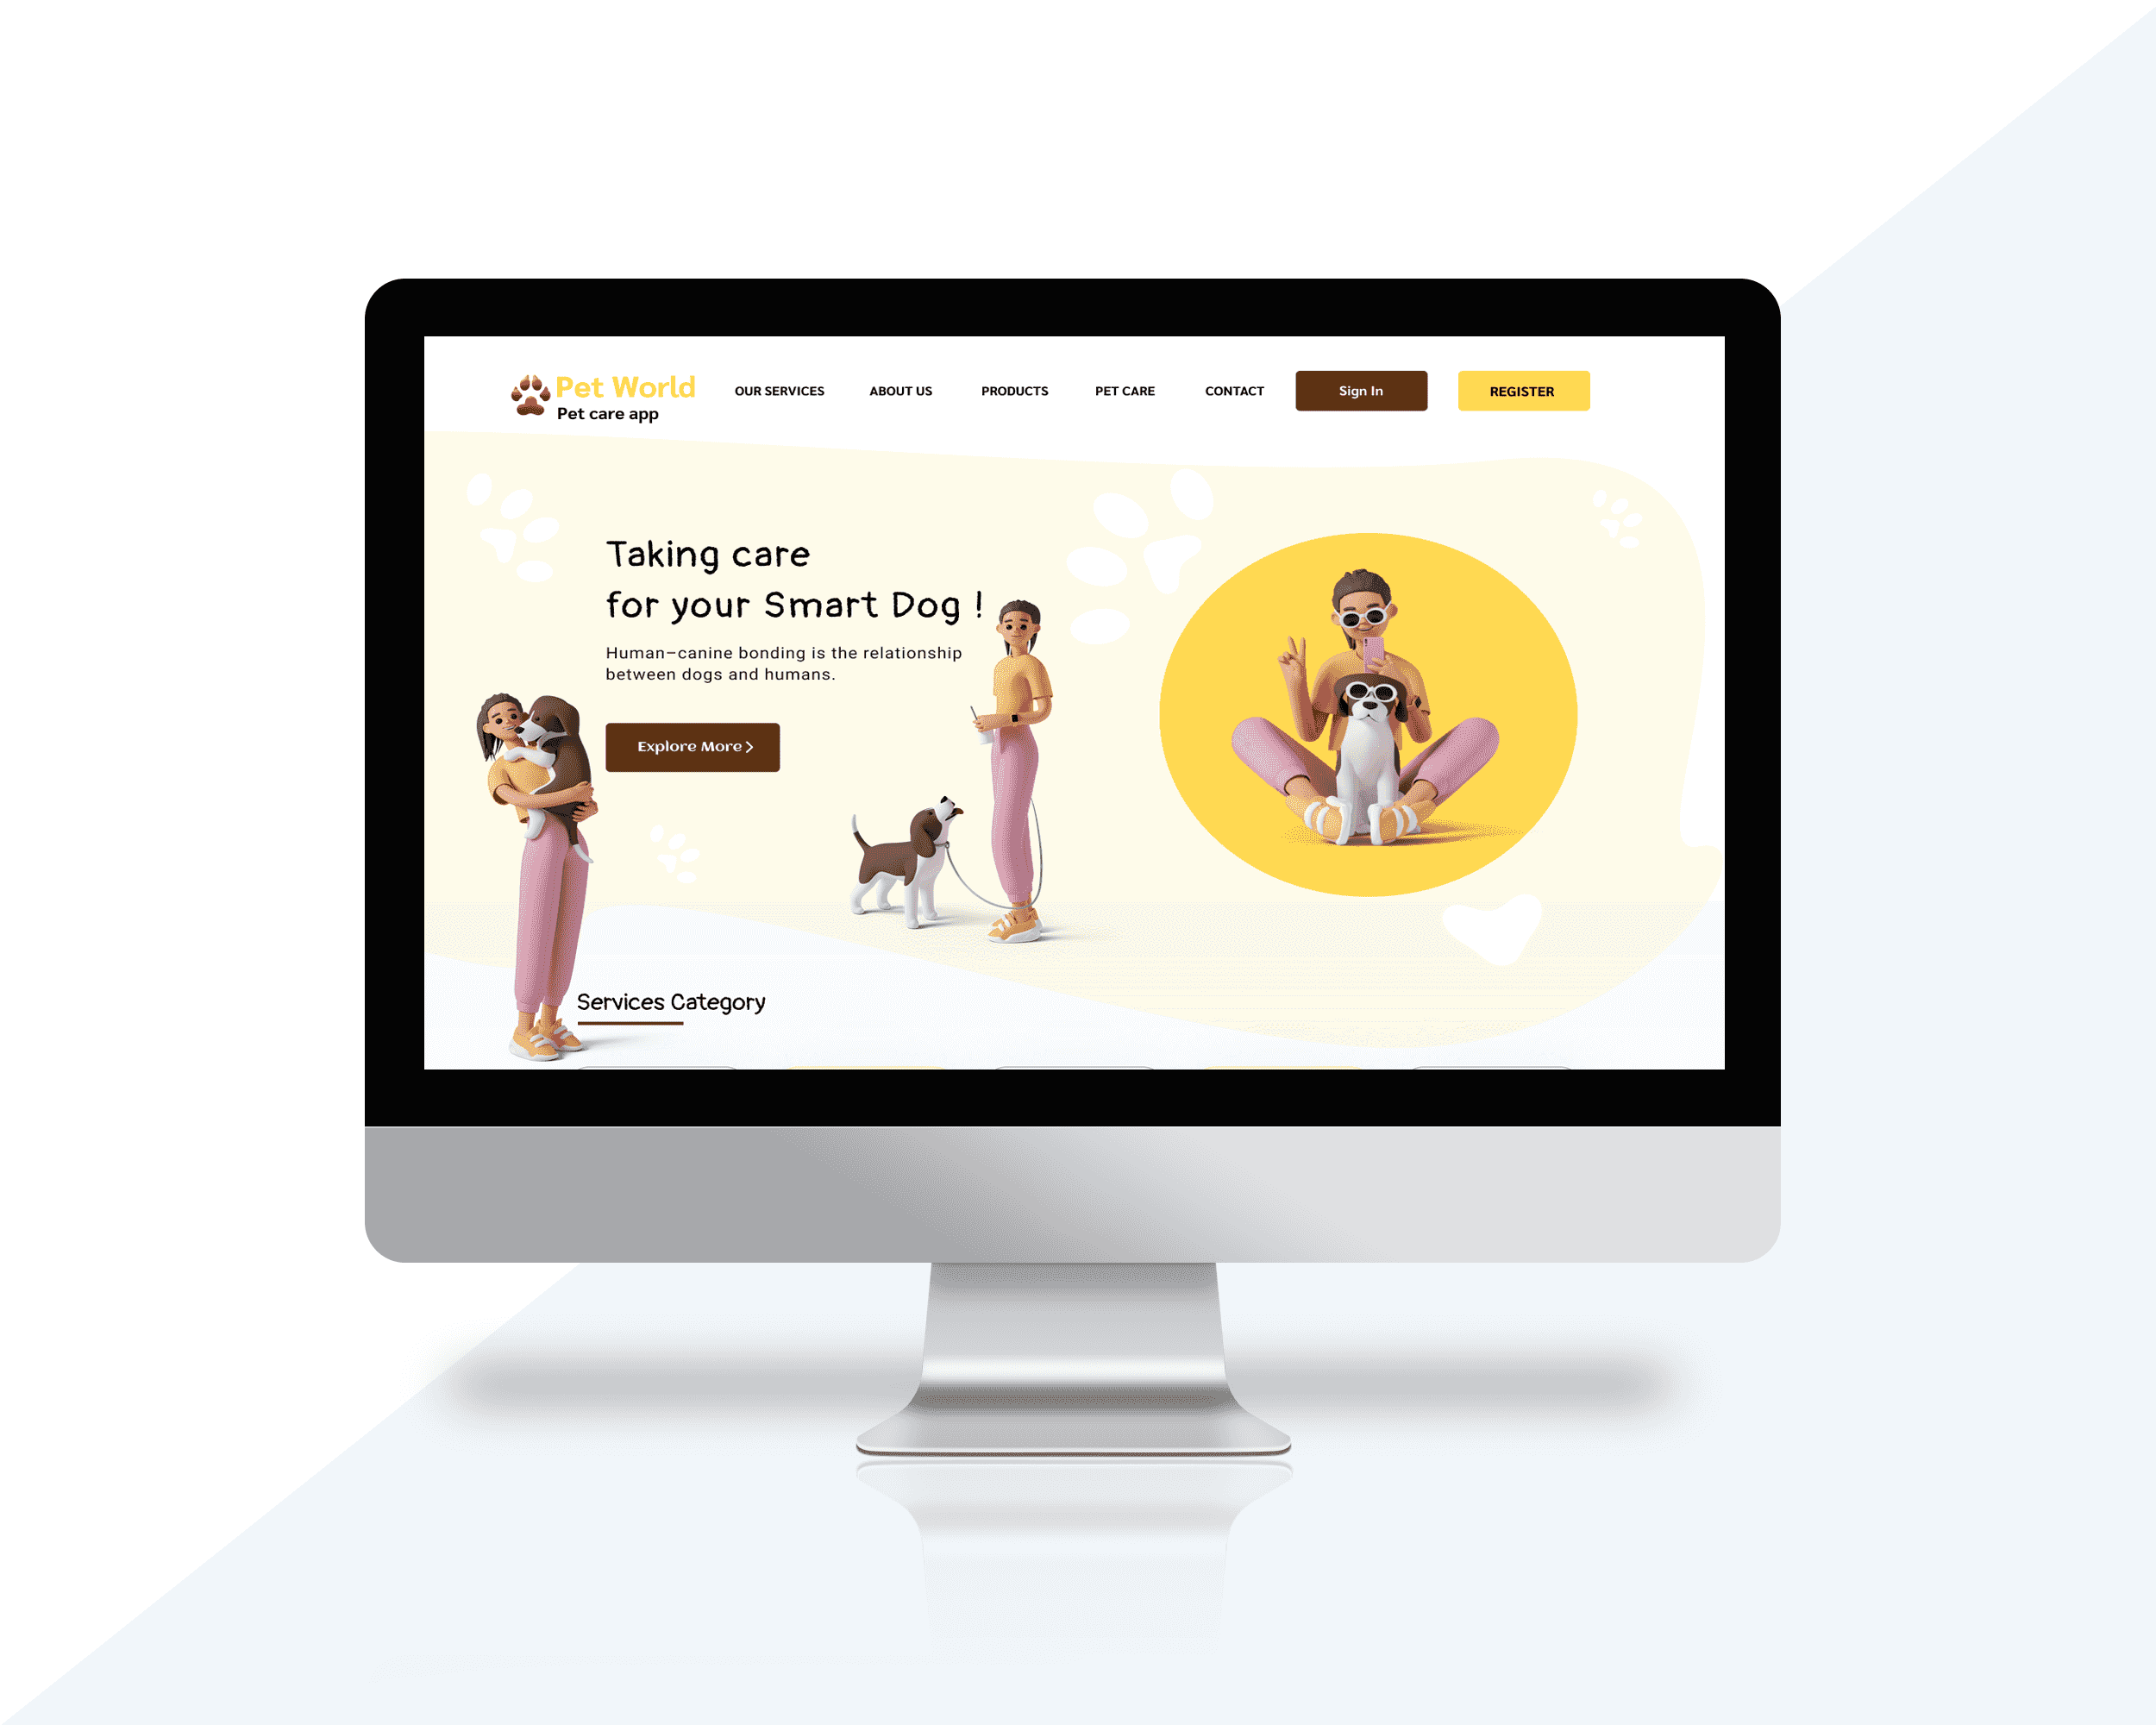 Pet World
Pet care app
OUR SERVICES
ABOUT US
PRODUCTS
PET CARE
CONTACT
Sign In
REGISTER
Taking care
for your Smart Dog !
Human–canine bonding is the relationship
between dogs and humans.
Explore More
Services Category